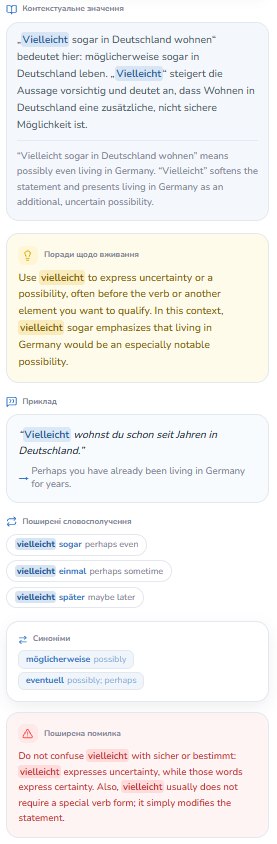 Контекстуальне значення
„Vielleicht sogar in Deutschland wohnen“
bedeutet hier: möglicherweise sogar in
Deutschland leben. „Vielleicht“ steigert die
Aussage vorsichtig und deutet an, dass Wohnen in
Deutschland eine zusätzliche, nicht sichere
Möglichkeit ist.
“Vielleicht sogar in Deutschland wohnen” means
possibly even living in Germany. “Vielleicht” softens the
statement and presents living in Germany as an
additional, uncertain possibility.
Поради щодо вживання
Use vielleicht to express uncertainty or a
possibility, often before the verb or another
element you want to qualify. In this context,
vielleicht sogar emphasizes that living in
Germany would be an especially notable
possibility.
Приклад
“Vielleicht wohnst du schon seit Jahren in
Deutschland.”
→ Perhaps you have already been living in Germany
for years.
Поширені словосполучення
vielleicht sogar perhaps even
vielleicht einmal perhaps sometime
vielleicht später maybe later
Синоніми
möglicherweise possibly
eventuell possibly; perhaps
Поширена помилка
Do not confuse vielleicht with sicher or bestimmt:
vielleicht expresses uncertainty, while those words
express certainty. Also, vielleicht usually does not
require a special verb form; it simply modifies the
statement.